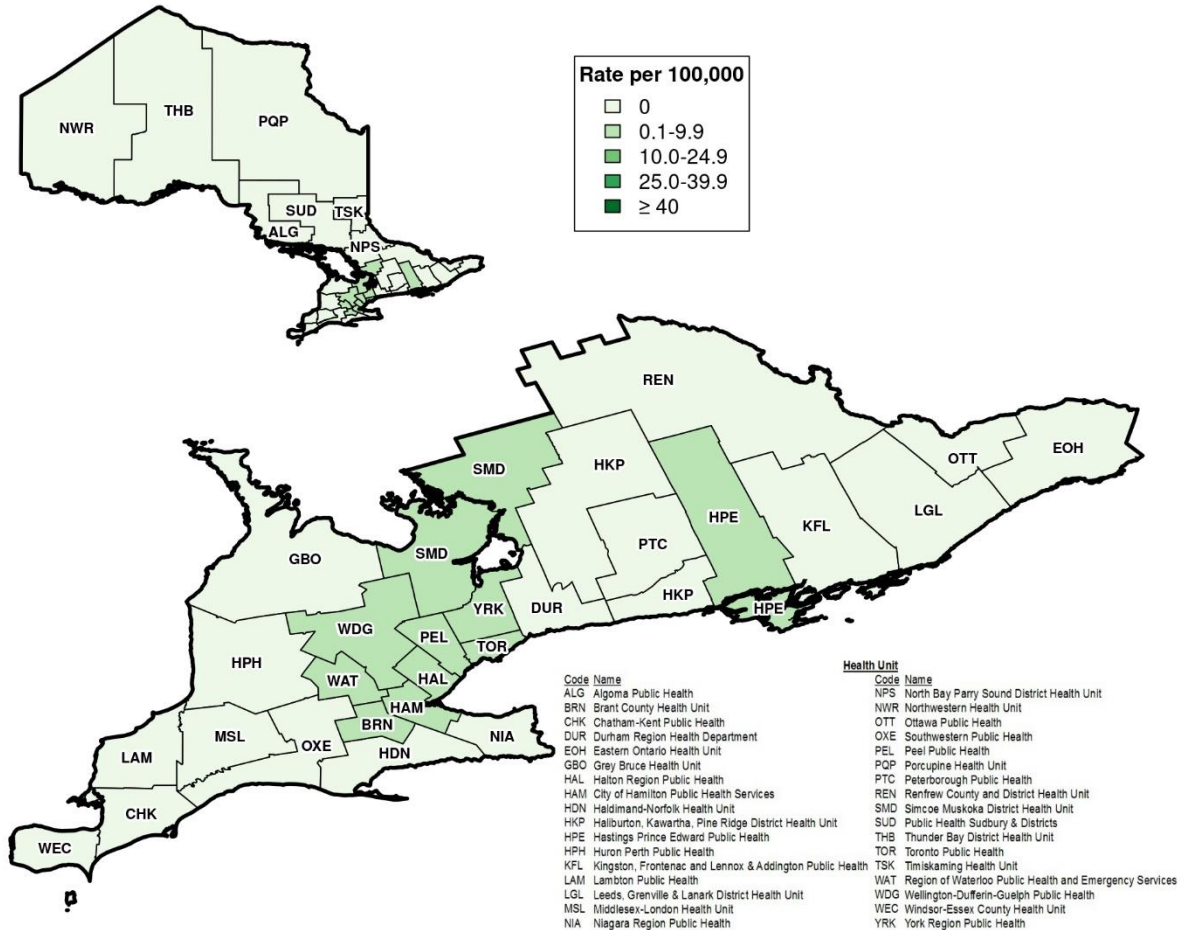 Rate per 100,000
0
0.1-9.9
10.0-24.9
25.0-39.9
≥ 40
NWR
THB
PQP
SUD
TSK
ALG
NPS
REN
SMD
HKP
OTT
EOH
HPE
LGL
KFL
SMD
PTC
GBO
YRK
DUR
HKP
HPE
WDG
PEL
TOR
HPH
WAT
HAL
HAM
BRN
MSL
OXE
NIA
HDN
LAM
CHK
WEC
Health Unit
Code Name
ALG Algoma Public Health
BRN Brant County Health Unit
CHK Chatham-Kent Public Health
DUR Durham Region Health Department
EOH Eastern Ontario Health Unit
GBO Grey Bruce Health Unit
HAL Halton Region Public Health
HAM City of Hamilton Public Health Services
HDN Haldimand-Norfolk Health Unit
HKP Haliburton, Kawartha, Pine Ridge District Health Unit
HPE Hastings Prince Edward Public Health
HPH Huron Perth Public Health
KFL Kingston, Frontenac and Lennox & Addington Public Health
LAM Lambton Public Health
LGL Leeds, Grenville & Lanark District Health Unit
MSL Middlesex-London Health Unit
NIA Niagara Region Public Health
Code Name
NPS North Bay Parry Sound District Health Unit
NWR Northwestern Health Unit
OTT Ottawa Public Health
OXE Southwestern Public Health
PEL Peel Public Health
PQP Porcupine Health Unit
PTC Peterborough Public Health
REN Renfrew County and District Health Unit
SMD Simcoe Muskoka District Health Unit
SUD Public Health Sudbury & Districts
THB Thunder Bay District Health Unit
TOR Toronto Public Health
TSK Timiskaming Health Unit
WAT Region of Waterloo Public Health and Emergency Services
WDG Wellington-Dufferin-Guelph Public Health
WEC Windsor-Essex County Health Unit
YRK York Region Public Health